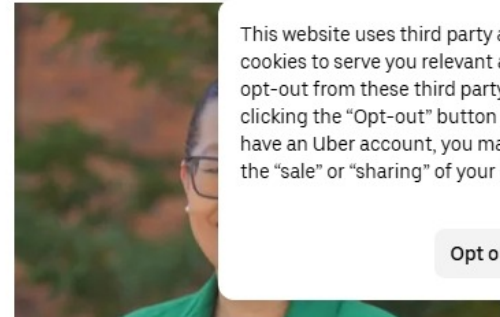 This website uses third party
cookies to serve you relevant
opt-out from these third party
clicking the “Opt-out” button
have an Uber account, you
the “sale” or “sharing” of your
Opt